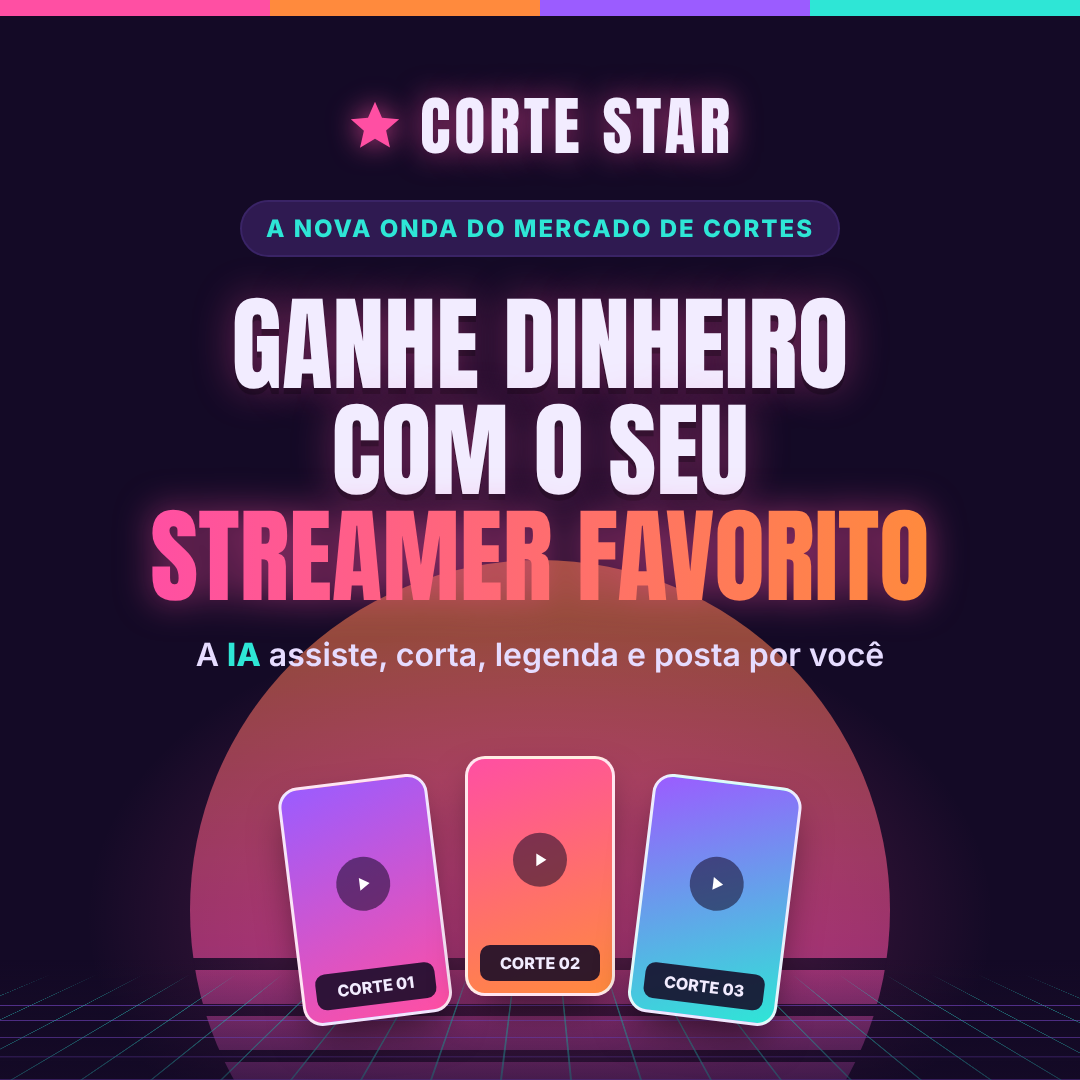 CORTE STAR
A NOVA ONDA DO MERCADO DE CORTES
GANHE DINHEIRO
COM O SEU
STREAMER FAVORITO
A IA assiste, corta, legenda e posta por você
CORTE 01
CORTE 02
CORTE 03